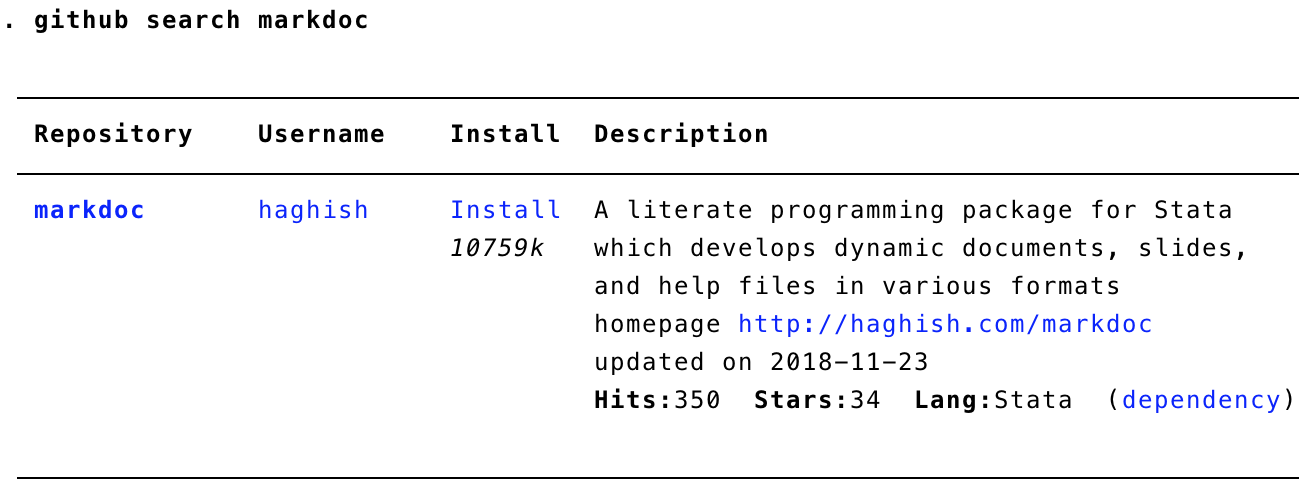 . github search markdoc
Repository Username Install Description
markdoc haghish Install A literate programming package for Stata
10759k which develops dynamic documents, slides,
and help files in various formats
homepage http://haghish.com/markdoc
updated on 2018-11-23
Hits:350 Stars:34 Lang:Stata (dependency)